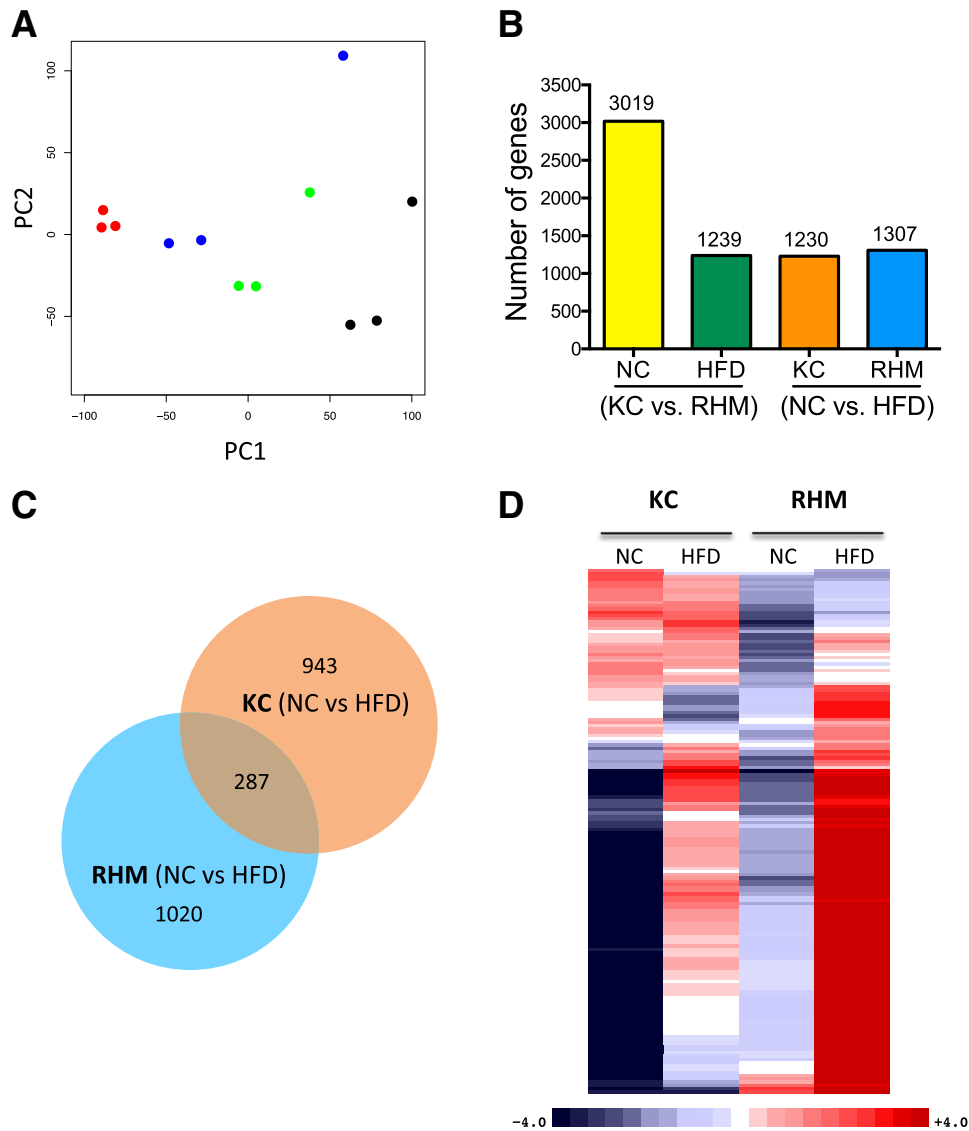 A
100
50
0
−50
PC2
−100
−50
0
50
100
PC1
B
Number of genes
3500
3000
2500
2000
1500
1000
500
0
3019
1239
1230
1307
NC
HFD
KC
RHM
(KC vs. RHM)
(NC vs. HFD)
C
943
KC (NC vs HFD)
287
RHM (NC vs HFD)
1020
D
KC
RHM
NC
HFD
NC
HFD
-4.0
+4.0